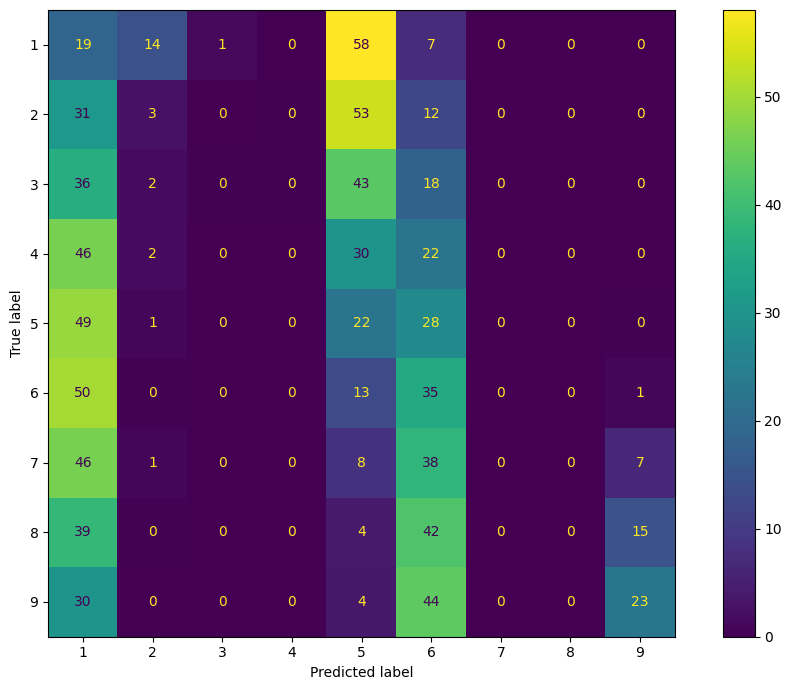 1 19 14 1 0 58 7 0 0 0
2 31 3 0 0 53 12 0 0 0
3 36 2 0 0 43 18 0 0 0
4 46 2 0 0 30 22 0 0 0
5 49 1 0 0 22 28 0 0 0
6 50 0 0 0 13 35 0 0 1
7 46 1 0 0 8 38 0 0 7
8 39 0 0 0 4 42 0 0 15
9 30 0 0 0 4 44 0 0 23
1 2 3 4 5 6 7 8 9
Predicted label
True label
50
40
30
20
10
0